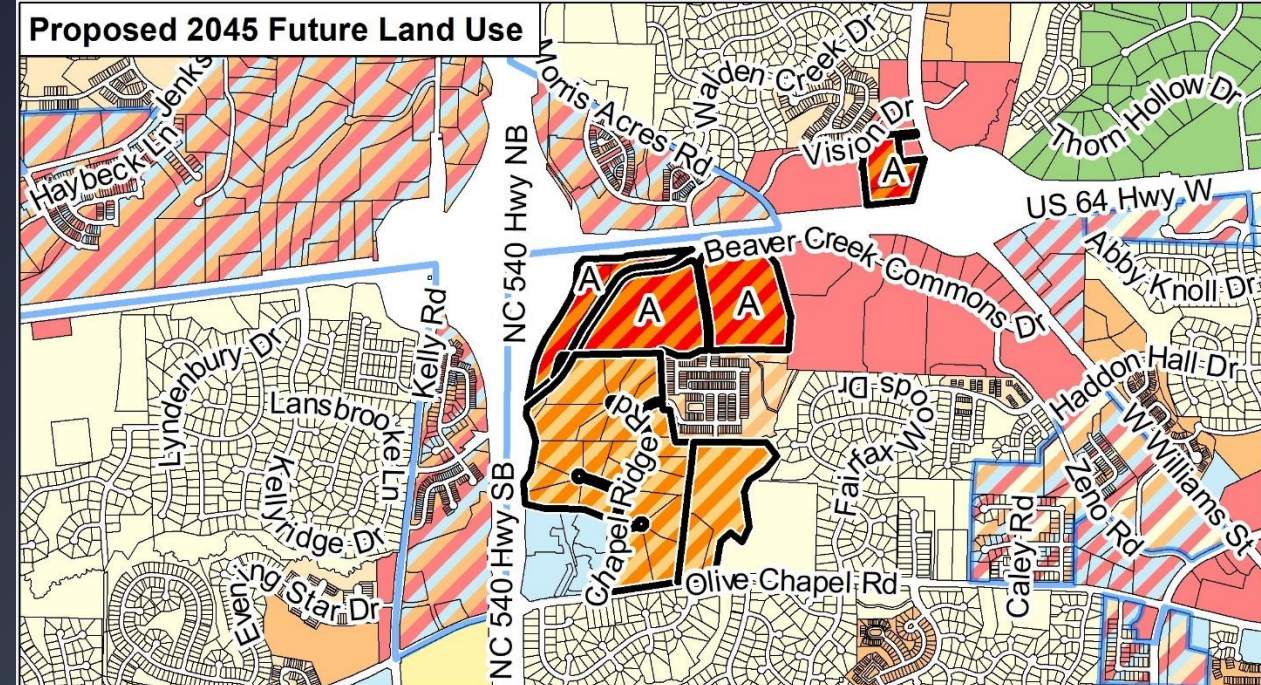 Proposed 2045 Future Land Use
Haybeck Ln
Jenks
Morris Acres Rd
Walden Creek Dr
Vision Dr
Thorn Hollow Dr
NC 540 Hwy NB
US 64 Hwy W
A
Beaver Creek Commons Dr
Abby Knoll Dr
A
A
A
Kelly Rd
Lyndenbury Dr
Lansbrooke Ln
Kellyridge Dr
Haddon Hall Dr
W Williams St
Fairfax Woods Dr
Zeno Rd
Chapel Ridge Rd
NC 540 Hwy SB
Caley Rd
Olive Chapel Rd
Evening Star Dr